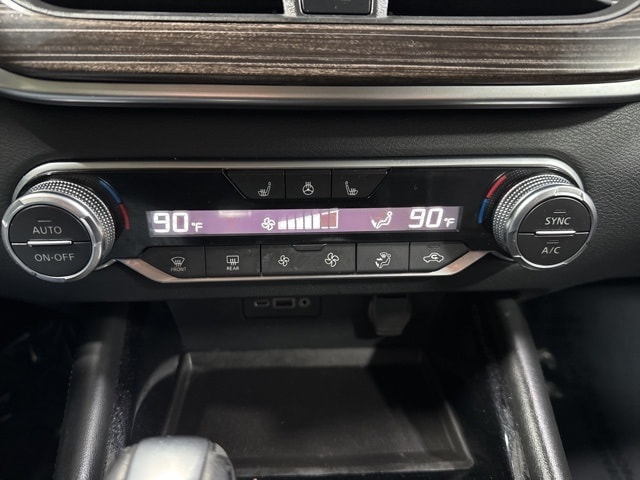 90°F 90°F
AUTO
ON·OFF
FRONT REAR
SYNC
A/C